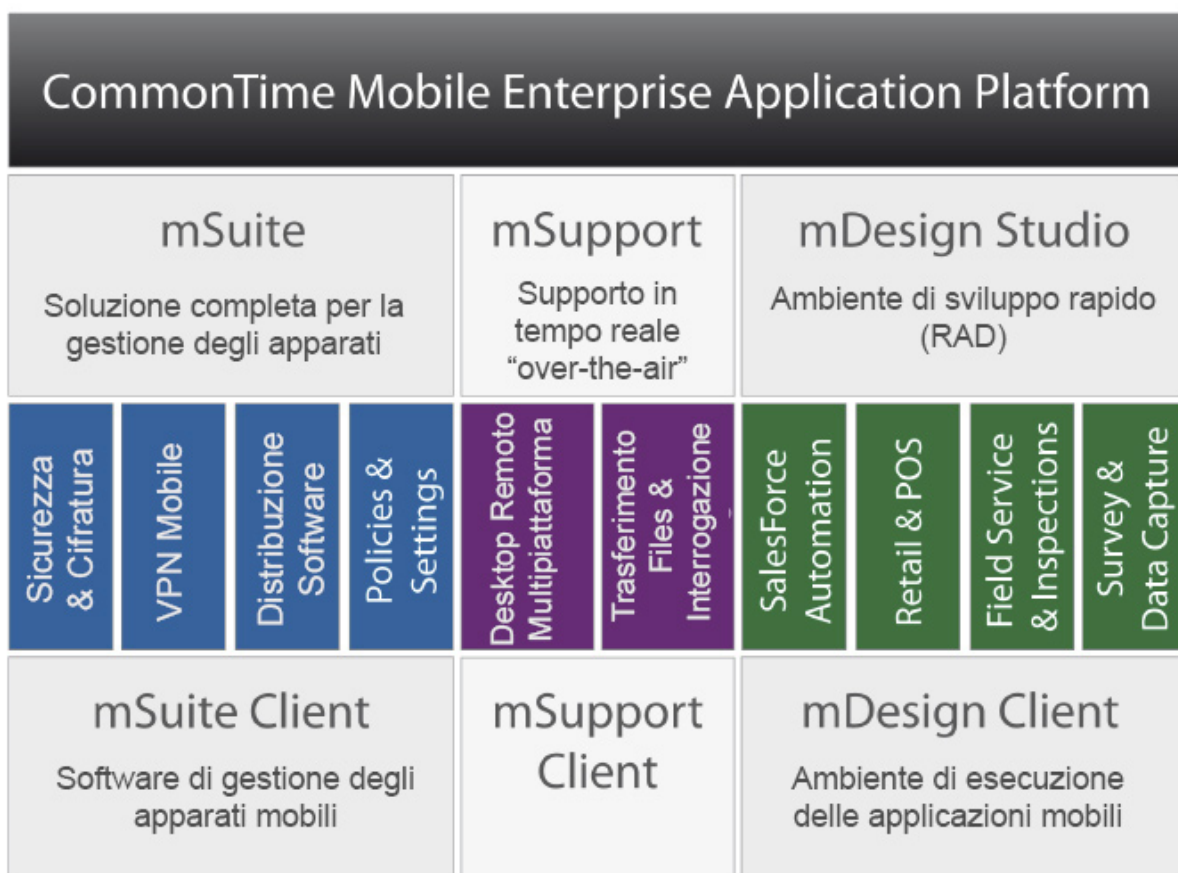 CommonTime Mobile Enterprise Application Platform
mSuite
Soluzione completa per la
gestione degli apparati
mSupport
Supporto in
tempo reale
“over-the-air”
mDesign Studio
Ambiente di sviluppo rapido
(RAD)
Sicurezza
& Cifratura
VPN Mobile
Distribuzione
Software
Policies &
Settings
Desktop Remoto
Multipiattaforma
Trasferimento
Files &
Interrogazione
SalesForce
Automation
Retail & POS
Field Service
& Inspections
Survey &
Data Capture
mSuite Client
Software di gestione degli
apparati mobili
mSupport
Client
mDesign Client
Ambiente di esecuzione
delle applicazioni mobili